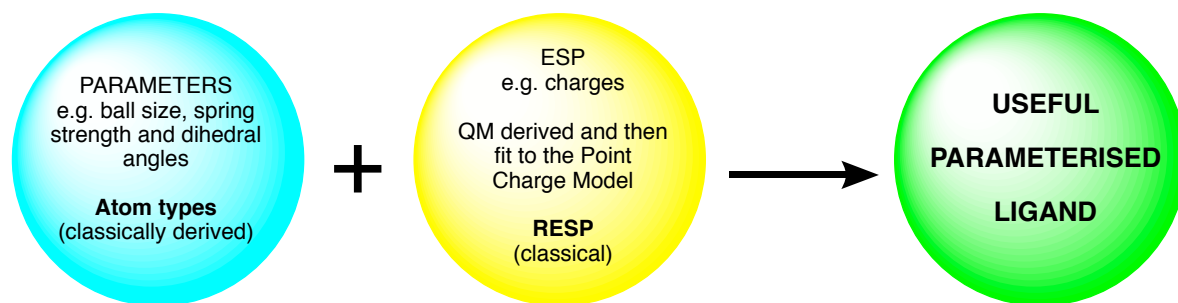 PARAMETERS
e.g. ball size, spring
strength and dihedral
angles
Atom types
(classically derived)
+
ESP
e.g. charges
QM derived and then
fit to the Point
Charge Model
RESP
(classical)
USEFUL
PARAMETERISED
LIGAND